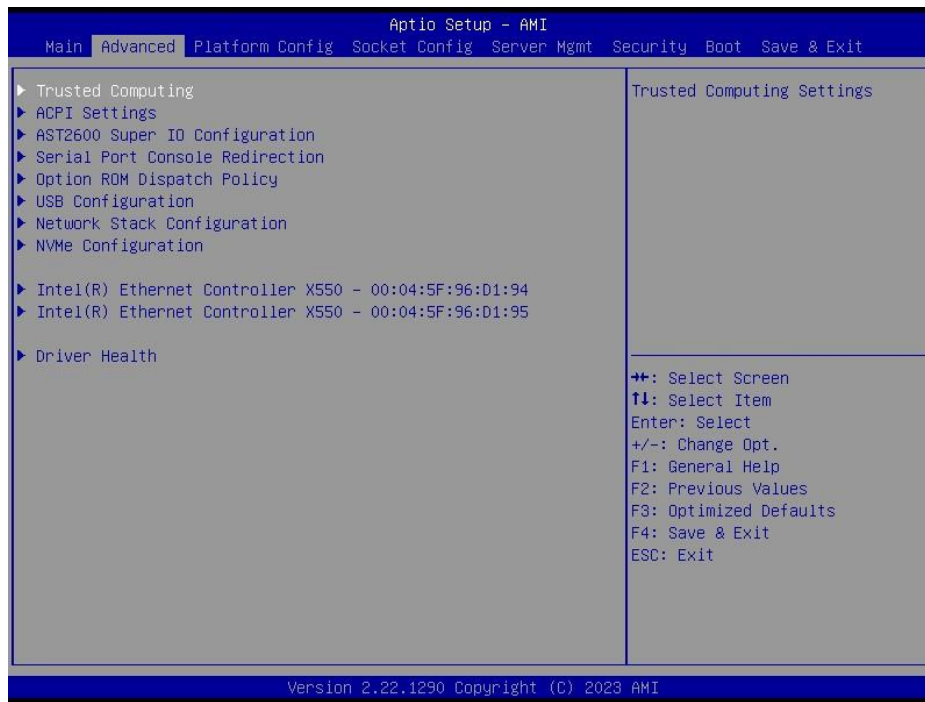 Aptio Setup – AMI
Main Advanced Platform Config Socket Config Server Mgmt Security Boot Save & Exit
▶ Trusted Computing
▶ ACPI Settings
▶ AST2600 Super IO Configuration
▶ Serial Port Console Redirection
▶ Option ROM Dispatch Policy
▶ USB Configuration
▶ Network Stack Configuration
▶ NVMe Configuration
▶ Intel(R) Ethernet Controller X550 – 00:04:5F:96:D1:94
▶ Intel(R) Ethernet Controller X550 – 00:04:5F:96:D1:95
▶ Driver Health
Trusted Computing Settings
→←: Select Screen
↑↓: Select Item
Enter: Select
+/-: Change Opt.
F1: General Help
F2: Previous Values
F3: Optimized Defaults
F4: Save & Exit
ESC: Exit
Version 2.22.1290 Copyright (C) 2023 AMI